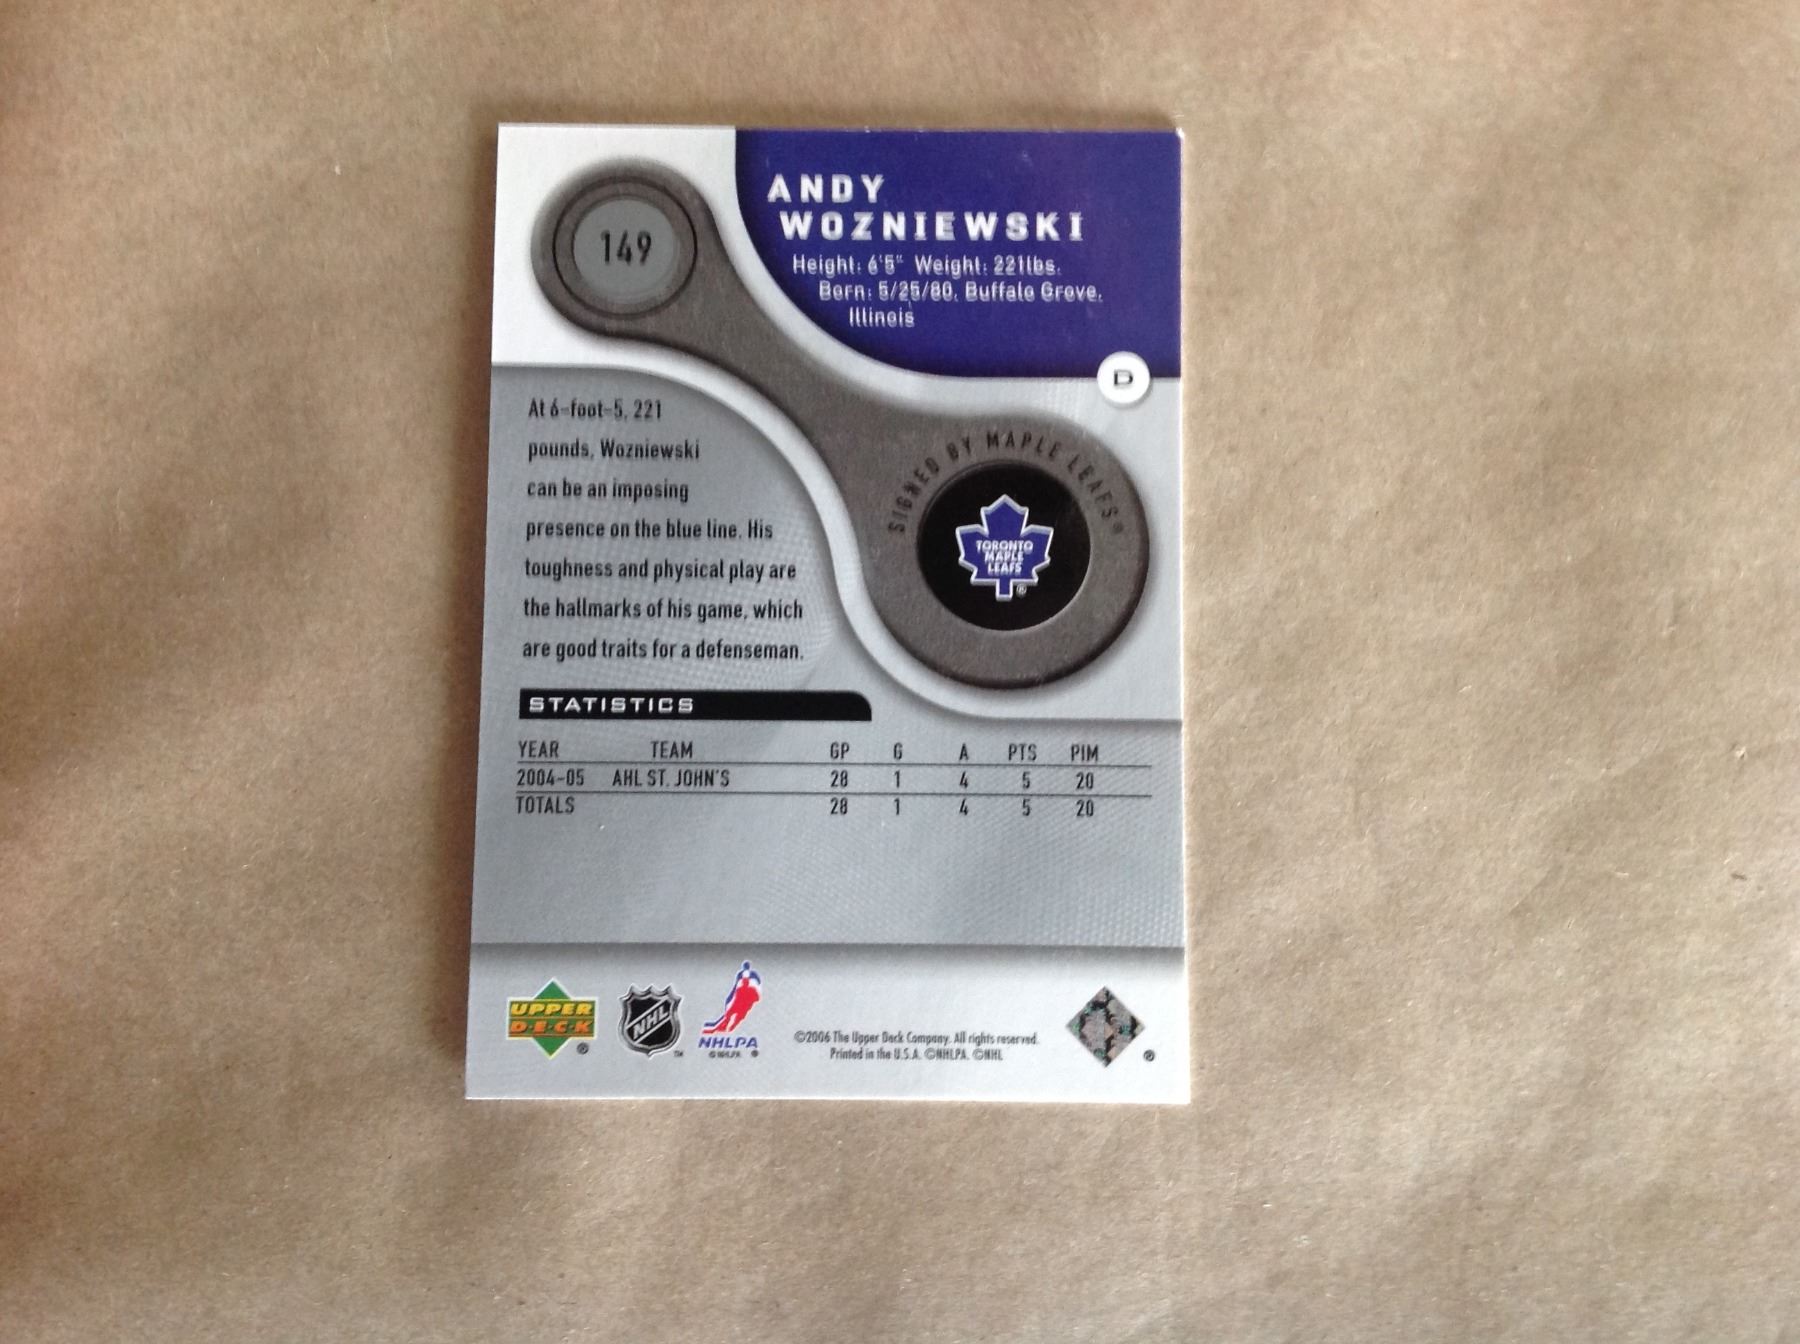 149
ANDY
WOZNIEWSKI
Height: 6'5" Weight: 221lbs.
Born: 5/25/80, Buffalo Grove,
Illinois
D
At 6-foot-5, 221
pounds, Wozniewski
can be an imposing
presence on the blue line. His
toughness and physical play are
the hallmarks of his game, which
are good traits for a defenseman.
SIGNED BY MAPLE LEAFS®
TORONTO
MAPLE
LEAFS
®
STATISTICS
YEAR TEAM GP G A PTS PIM
2004-05 AHL ST. JOHN'S 28 1 4 5 20
TOTALS 28 1 4 5 20
UPPER
D·E·C·K
®
NHL
™
NHLPA
©NHLPA ®
©2006 The Upper Deck Company. All rights reserved.
Printed in the U.S.A. ©NHLPA. ©NHL
®